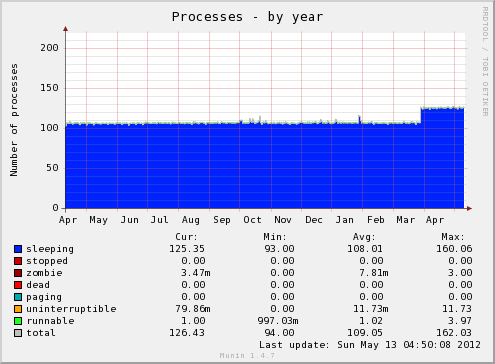 Processes - by year
RRDTOOL / TOBI OETIKER
Number of processes
200
150
100
50
0
Apr May Jun Jul Aug Sep Oct Nov Dec Jan Feb Mar Apr
Cur: Min: Avg: Max:
sleeping 125.35 93.00 108.01 160.06
stopped 0.00 0.00 0.00 0.00
zombie 3.47m 0.00 7.81m 3.00
dead 0.00 0.00 0.00 0.00
paging 0.00 0.00 0.00 0.00
uninterruptible 79.86m 0.00 11.73m 11.73
runnable 1.00 997.03m 1.02 3.97
total 126.43 94.00 109.05 162.03
Last update: Sun May 13 04:50:08 2012
Munin 1.4.7